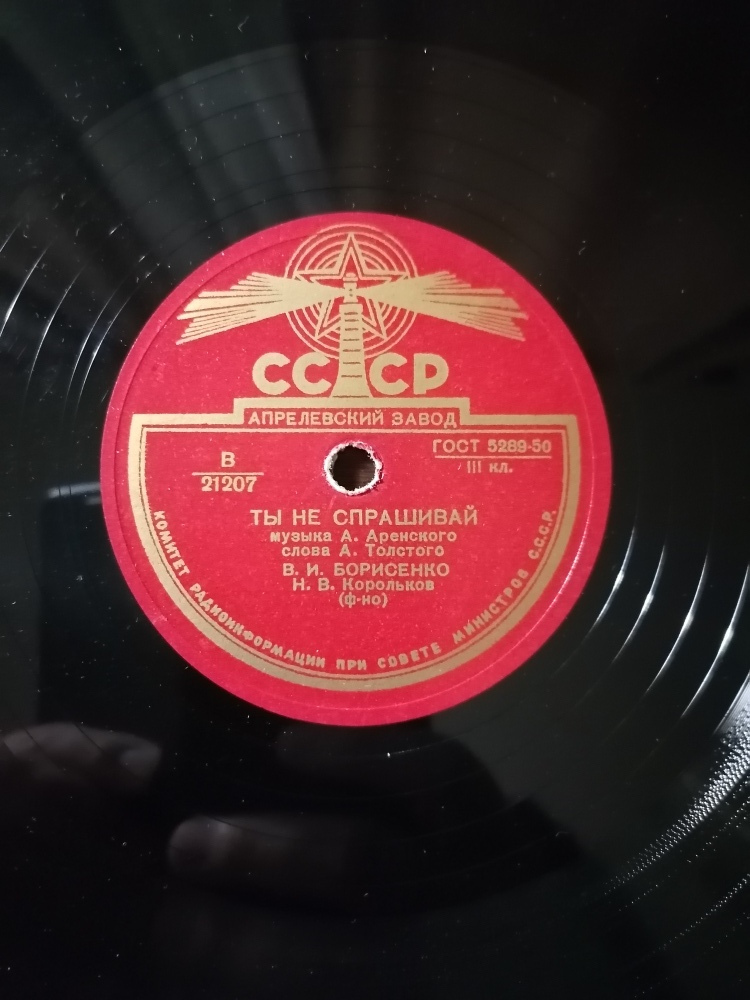 СССР
АПРЕЛЕВСКИЙ ЗАВОД
В
21207
ГОСТ 5289-50
III кл.
ТЫ НЕ СПРАШИВАЙ
музыка А. Аренского
слова А. Толстого
В. И. БОРИСЕНКО
Н. В. Корольков
(ф-но)
КОМИТЕТ РАДИОИНФОРМАЦИИ ПРИ СОВЕТЕ МИНИСТРОВ С.С.С.Р.